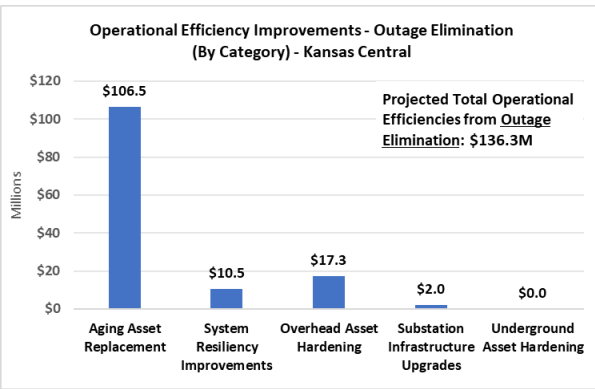 Operational Efficiency Improvements - Outage Elimination
(By Category) - Kansas Central
Projected Total Operational
Efficiencies from Outage
Elimination: $136.3M
Millions
$120
$100
$80
$60
$40
$20
$0
$106.5
$10.5
$17.3
$2.0
$0.0
Aging Asset
Replacement
System
Resiliency
Improvements
Overhead Asset
Hardening
Substation
Infrastructure
Upgrades
Underground
Asset Hardening